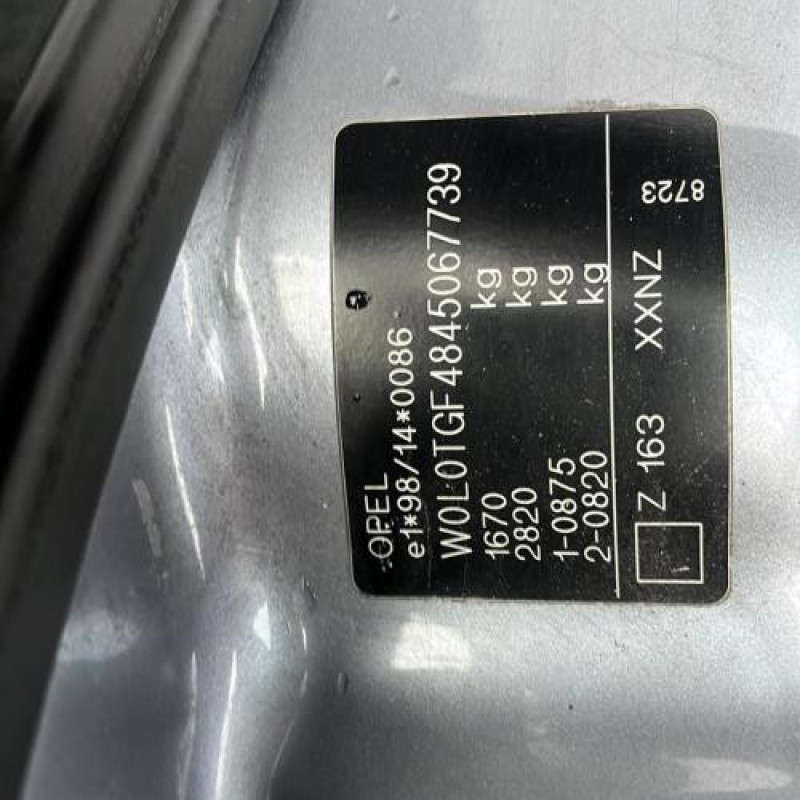 OPEL
e1*98/14*0086
W0L0TGF4845067739
1670 kg
2820 kg
1-0875 kg
2-0820 kg
Z 163 XXNZ
8723